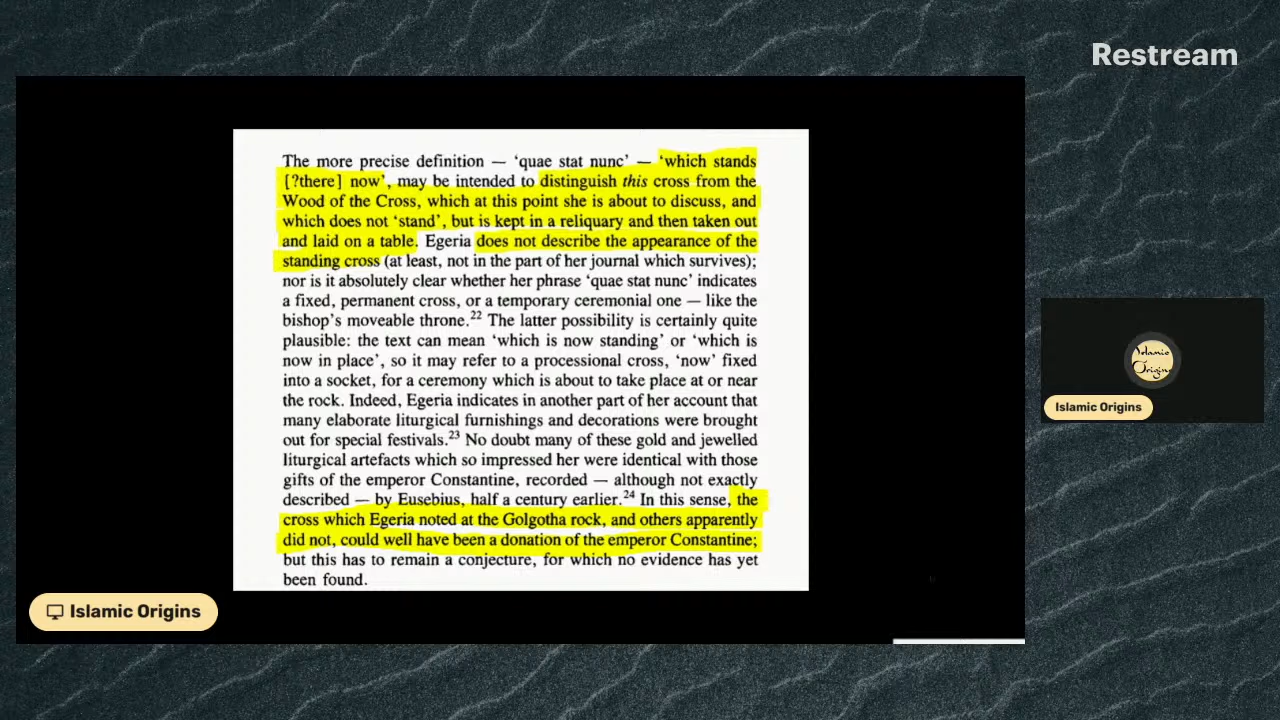 Restream
The more precise definition — ‘quae stat nunc’ — ‘which stands
[?there] now’, may be intended to distinguish this cross from the
Wood of the Cross, which at this point she is about to discuss, and
which does not ‘stand’, but is kept in a reliquary and then taken out
and laid on a table. Egeria does not describe the appearance of the
standing cross (at least, not in the part of her journal which survives);
nor is it absolutely clear whether her phrase ‘quae stat nunc’ indicates
a fixed, permanent cross, or a temporary ceremonial one — like the
bishop’s moveable throne.22 The latter possibility is certainly quite
plausible: the text can mean ‘which is now standing’ or ‘which is
now in place’, so it may refer to a processional cross, ‘now’ fixed
into a socket, for a ceremony which is about to take place at or near
the rock. Indeed, Egeria indicates in another part of her account that
many elaborate liturgical furnishings and decorations were brought
out for special festivals.23 No doubt many of these gold and jewelled
liturgical artefacts which so impressed her were identical with those
gifts of the emperor Constantine, recorded — although not exactly
described — by Eusebius, half a century earlier.24 In this sense, the
cross which Egeria noted at the Golgotha rock, and others apparently
did not, could well have been a donation of the emperor Constantine;
but this has to remain a conjecture, for which no evidence has yet
been found.
Islamic Origins
Islamic
Origins
Islamic Origins